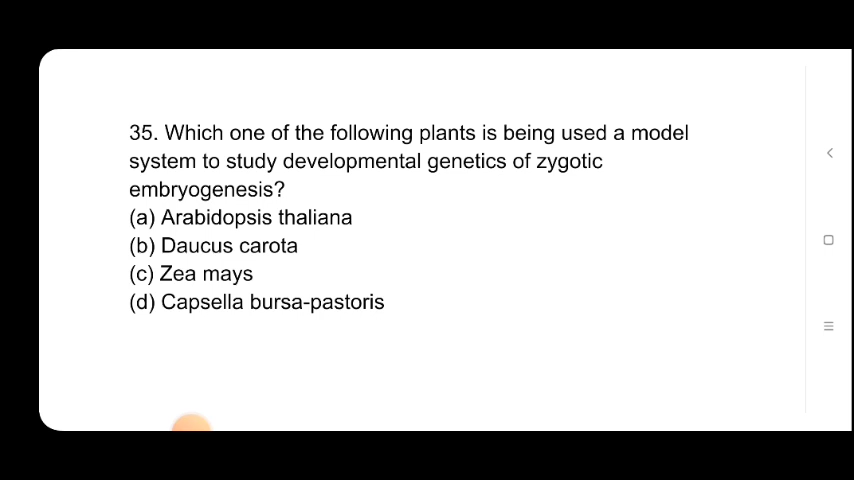 35. Which one of the following plants is being used a model
system to study developmental genetics of zygotic
embryogenesis?
(a) Arabidopsis thaliana
(b) Daucus carota
(c) Zea mays
(d) Capsella bursa-pastoris